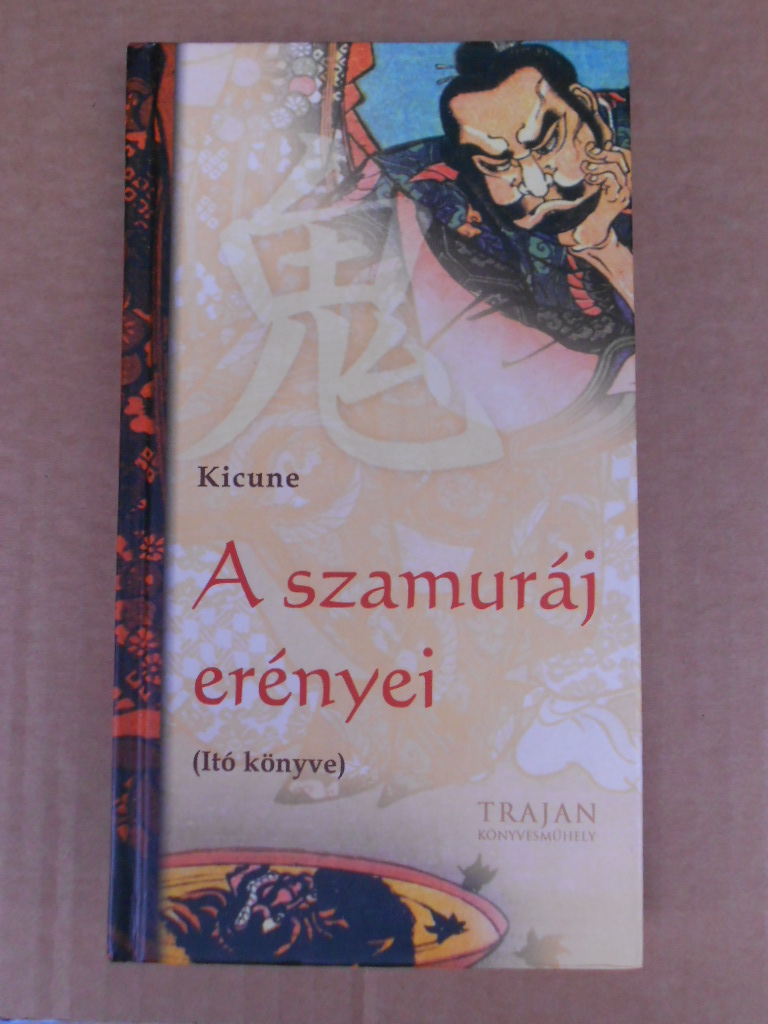 鬼
Kicune
A szamuráj
erényei
(Itó könyve)
TRAJAN
KÖNYVESMŰHELY